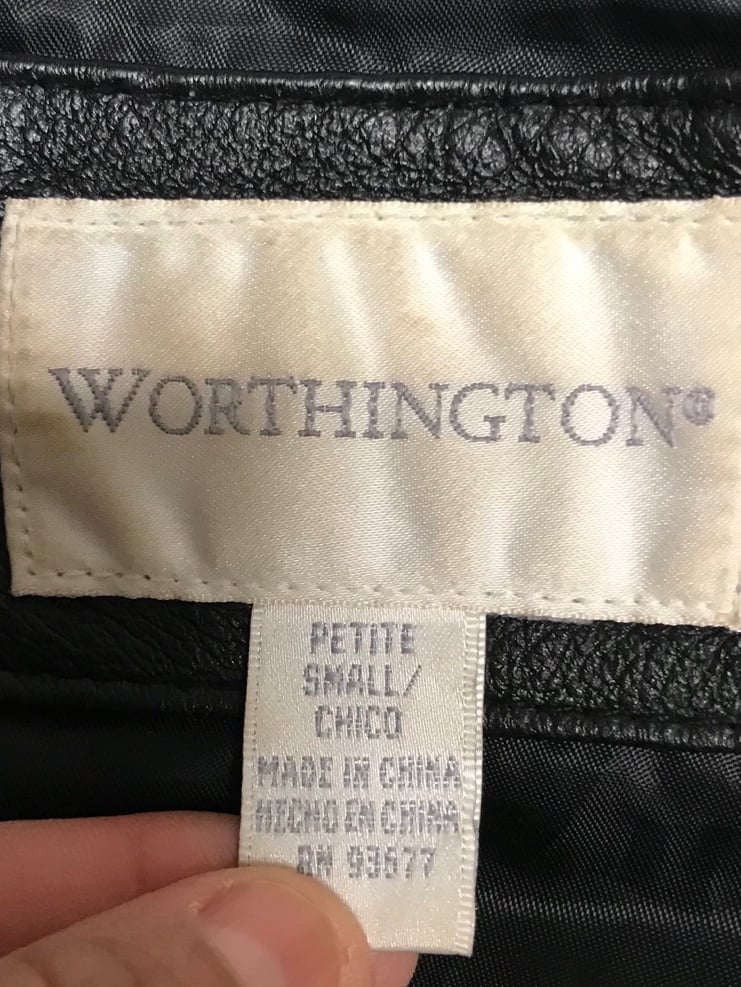 WORTHINGTON®
PETITE
SMALL/
CHICO
MADE IN CHINA
HECHO EN CHINA
RN 93677